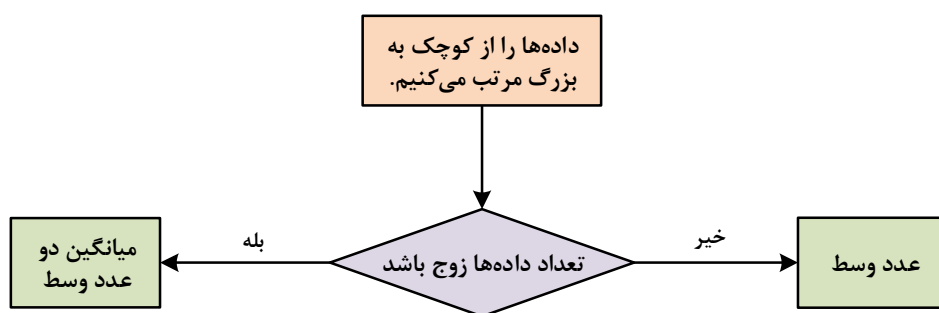 داده‌ها را از کوچک به
بزرگ مرتب می‌کنیم.
خیر
بله
عدد وسط
تعداد داده‌ها زوج باشد
میانگین دو
عدد وسط